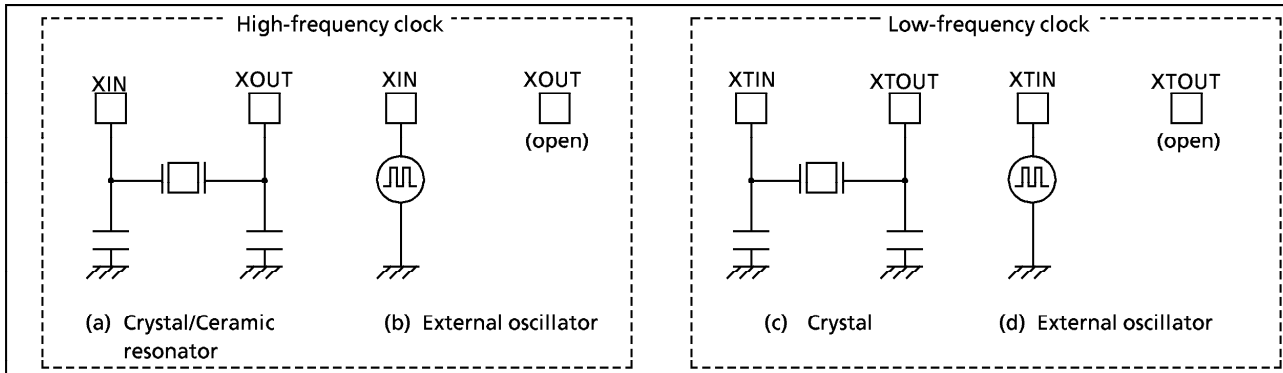 High-frequency clock
XIN
XOUT
XIN
XOUT
(open)
(a) Crystal/Ceramic
resonator
(b) External oscillator
Low-frequency clock
XTIN
XTOUT
XTIN
XTOUT
(open)
(c) Crystal
(d) External oscillator